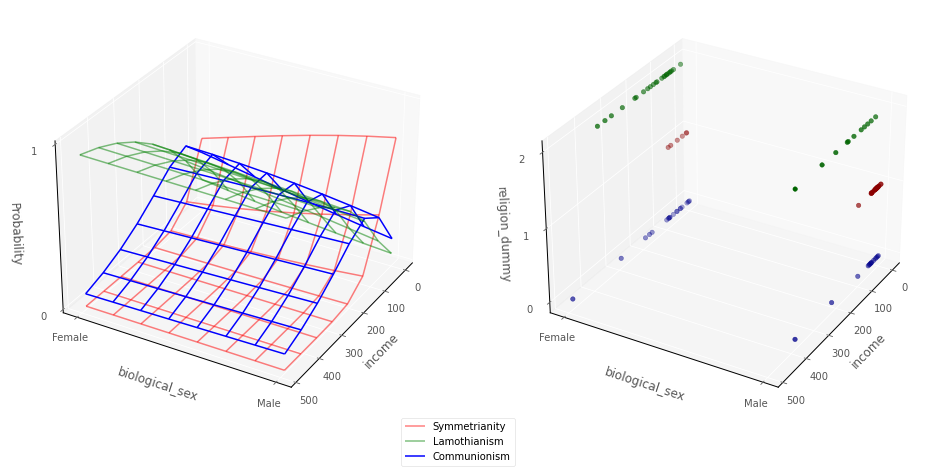 1
Probability
0
Female
biological_sex
Male
0
100
200
300
400
500
income
2
religion_dummy
1
0
Female
biological_sex
Male
0
100
200
300
400
500
income
Symmetrianity
Lamothianism
Communionism